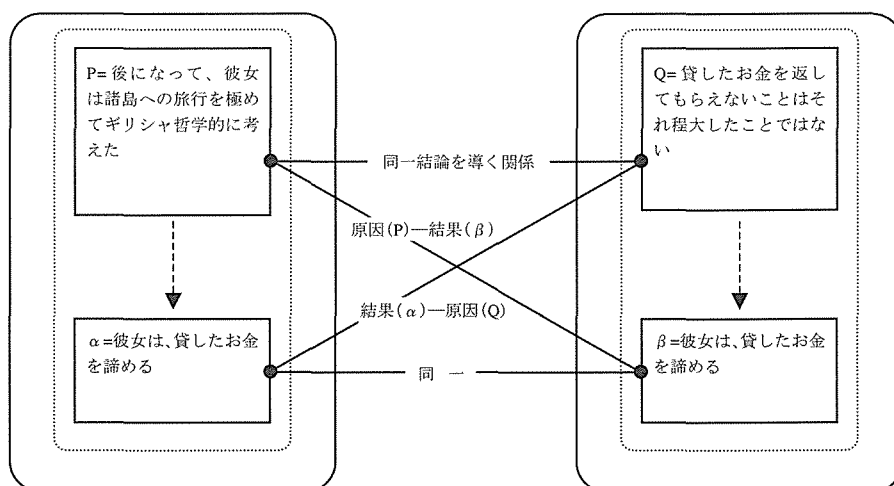 P= 後になって、彼女
は諸島への旅行を極め
てギリシャ哲学的に考
えた
Q= 貸したお金を返し
てもらえないことはそ
れ程大したことではな
い
同一結論を導く関係
原因(P)―結果(β)
結果(α)―原因(Q)
α=彼女は、貸したお金
を諦める
β=彼女は、貸したお金
を諦める
同 一